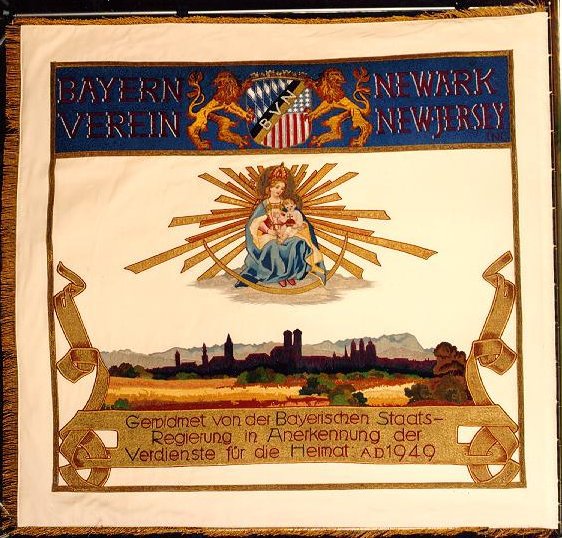 BAYERN
VEREIN
BVN
NEWARK
NEW JERSEY
INC.
Gewidmet von der Bayerischen Staats-
Regierung in Anerkennung der
Verdienste für die Heimat A.D 1949